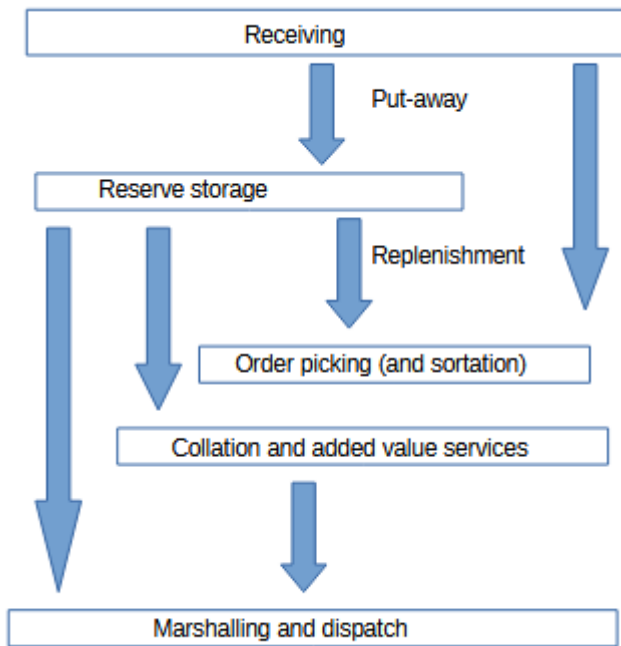 Receiving
Put-away
Reserve storage
Replenishment
Order picking (and sortation)
Collation and added value services
Marshalling and dispatch